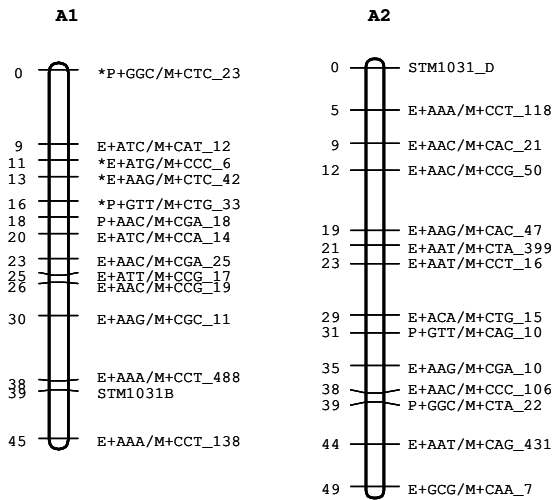 A1
0 *P+GGC/M+CTC_23
9 E+ATC/M+CAT_12
11 *E+ATG/M+CCC_6
13 *E+AAG/M+CTC_42
16 *P+GTT/M+CTG_33
18 P+AAC/M+CGA_18
20 E+ATC/M+CCA_14
23 E+AAC/M+CGA_25
25 E+ATT/M+CCG_17
26 E+AAC/M+CCG_19
30 E+AAG/M+CGC_11
38 E+AAA/M+CCT_488
39 STM1031B
45 E+AAA/M+CCT_138
A2
0 STM1031_D
5 E+AAA/M+CCT_118
9 E+AAC/M+CAC_21
12 E+AAC/M+CCG_50
19 E+AAG/M+CAC_47
21 E+AAT/M+CTA_399
23 E+AAT/M+CCT_16
29 E+ACA/M+CTG_15
31 P+GTT/M+CAG_10
35 E+AAG/M+CGA_10
38 E+AAC/M+CCC_106
39 P+GGC/M+CTA_22
44 E+AAT/M+CAG_431
49 E+GCG/M+CAA_7